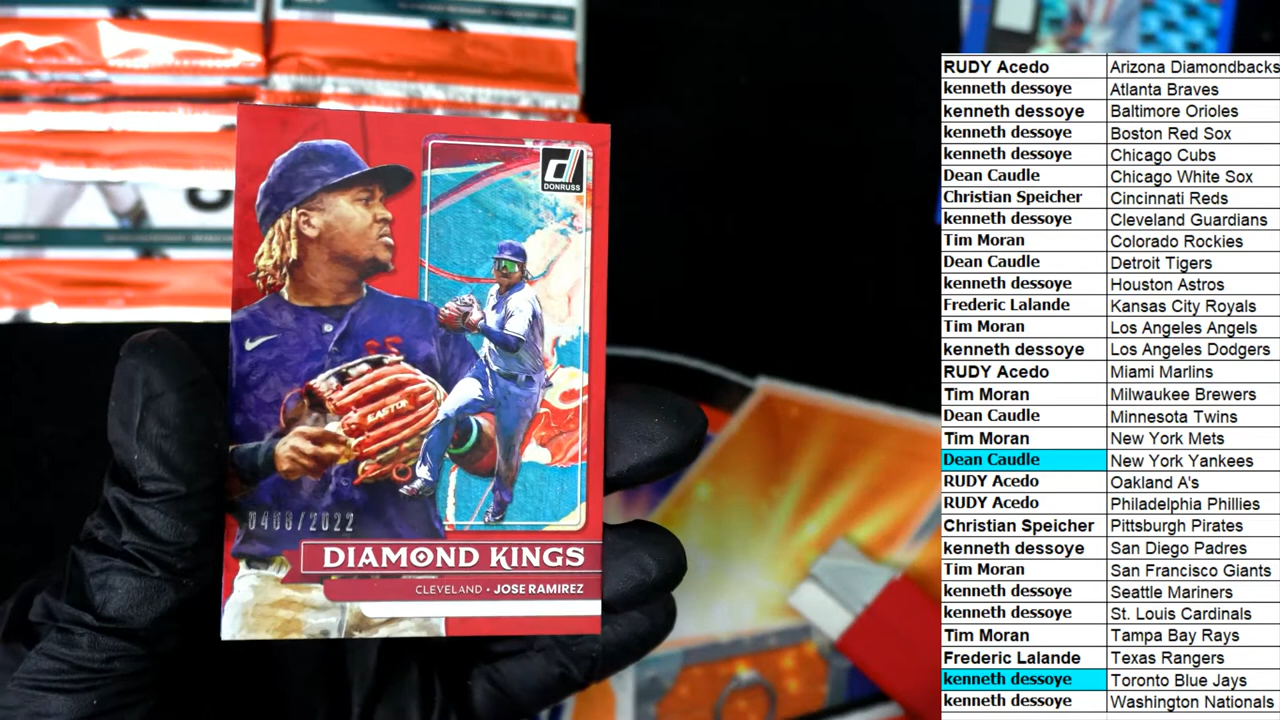 DONRUSS
EASTON
0408/2022
DIAMOND KINGS
CLEVELAND • JOSE RAMIREZ
RUDY Acedo Arizona Diamondbacks
kenneth dessoye Atlanta Braves
kenneth dessoye Baltimore Orioles
kenneth dessoye Boston Red Sox
kenneth dessoye Chicago Cubs
Dean Caudle Chicago White Sox
Christian Speicher Cincinnati Reds
kenneth dessoye Cleveland Guardians
Tim Moran Colorado Rockies
Dean Caudle Detroit Tigers
kenneth dessoye Houston Astros
Frederic Lalande Kansas City Royals
Tim Moran Los Angeles Angels
kenneth dessoye Los Angeles Dodgers
RUDY Acedo Miami Marlins
Tim Moran Milwaukee Brewers
Dean Caudle Minnesota Twins
Tim Moran New York Mets
Dean Caudle New York Yankees
RUDY Acedo Oakland A's
RUDY Acedo Philadelphia Phillies
Christian Speicher Pittsburgh Pirates
kenneth dessoye San Diego Padres
Tim Moran San Francisco Giants
kenneth dessoye Seattle Mariners
kenneth dessoye St. Louis Cardinals
Tim Moran Tampa Bay Rays
Frederic Lalande Texas Rangers
kenneth dessoye Toronto Blue Jays
kenneth dessoye Washington Nationals